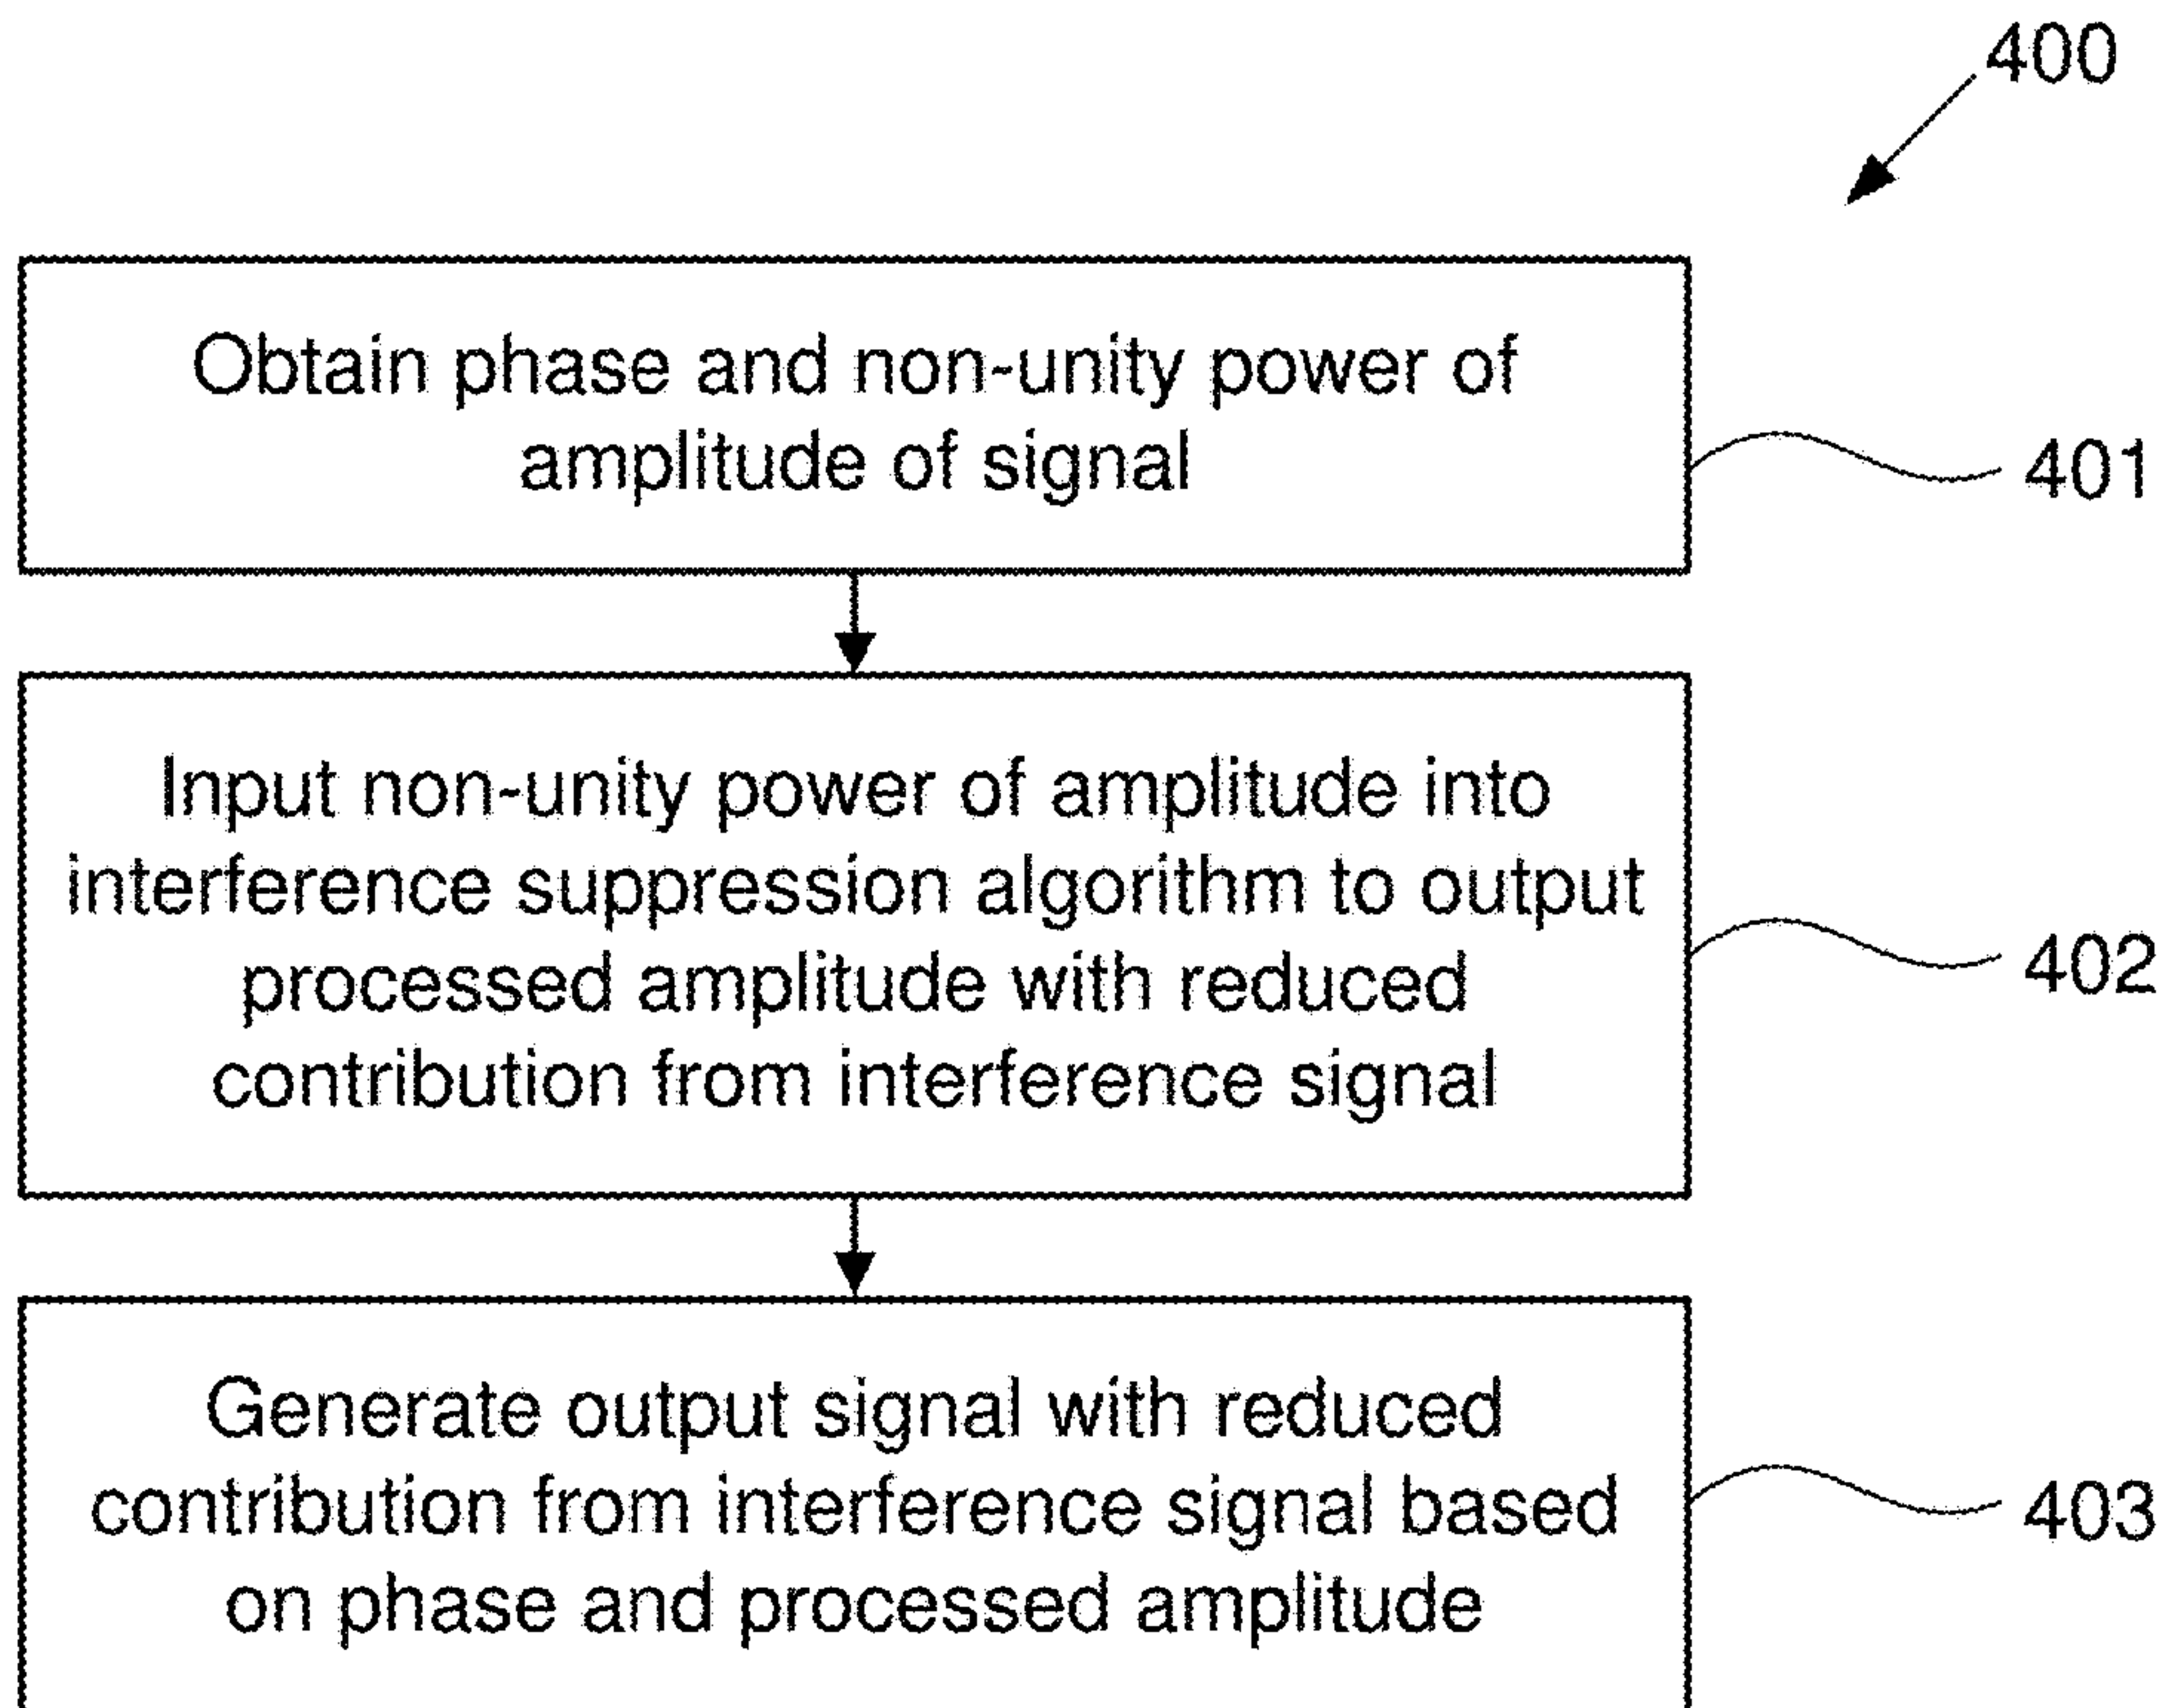 400
Obtain phase and non-unity power of
amplitude of signal
401
Input non-unity power of amplitude into
interference suppression algorithm to output
processed amplitude with reduced
contribution from interference signal
402
Generate output signal with reduced
contribution from interference signal based
on phase and processed amplitude
403